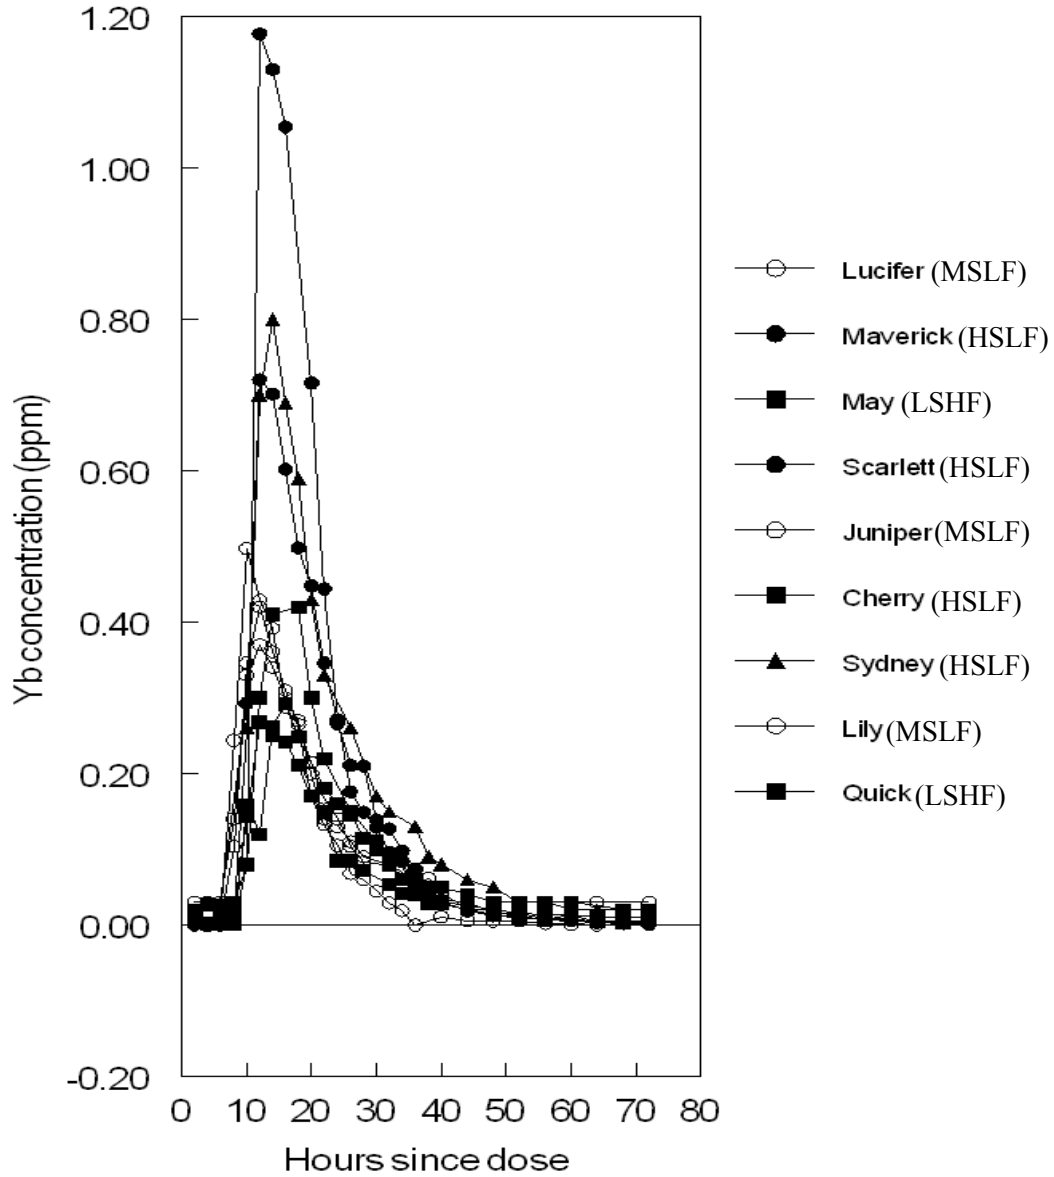 1.20
1.00
0.80
0.60
0.40
0.20
0.00
-0.20
Yb concentration (ppm)
0 10 20 30 40 50 60 70 80
Hours since dose
Lucifer (MSLF)
Maverick (HSLF)
May (LSHF)
Scarlett (HSLF)
Juniper (MSLF)
Cherry (HSLF)
Sydney (HSLF)
Lily (MSLF)
Quick (LSHF)